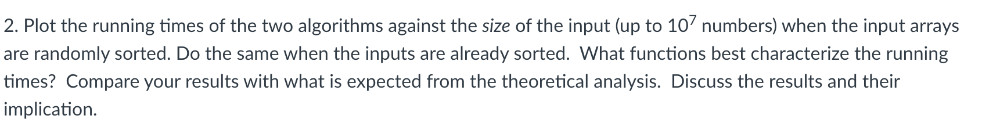 2. Plot the running times of the two algorithms against the size of the input (up to 10⁷ numbers) when the input arrays
are randomly sorted. Do the same when the inputs are already sorted.  What functions best characterize the running
times?  Compare your results with what is expected from the theoretical analysis.  Discuss the results and their
implication.